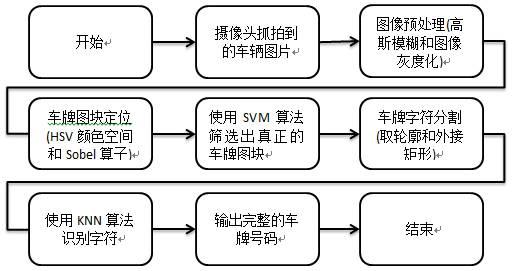 开始
摄像头抓拍到
的车辆图片
图像预处理(高
斯模糊和图像
灰度化)
车牌图块定位
(HSV 颜色空间
和 Sobel 算子)
使用 SVM 算法
筛选出真正的
车牌图块
车牌字符分割
(取轮廓和外接
矩形)
使用 KNN 算法
识别字符
输出完整的车
牌号码
结束